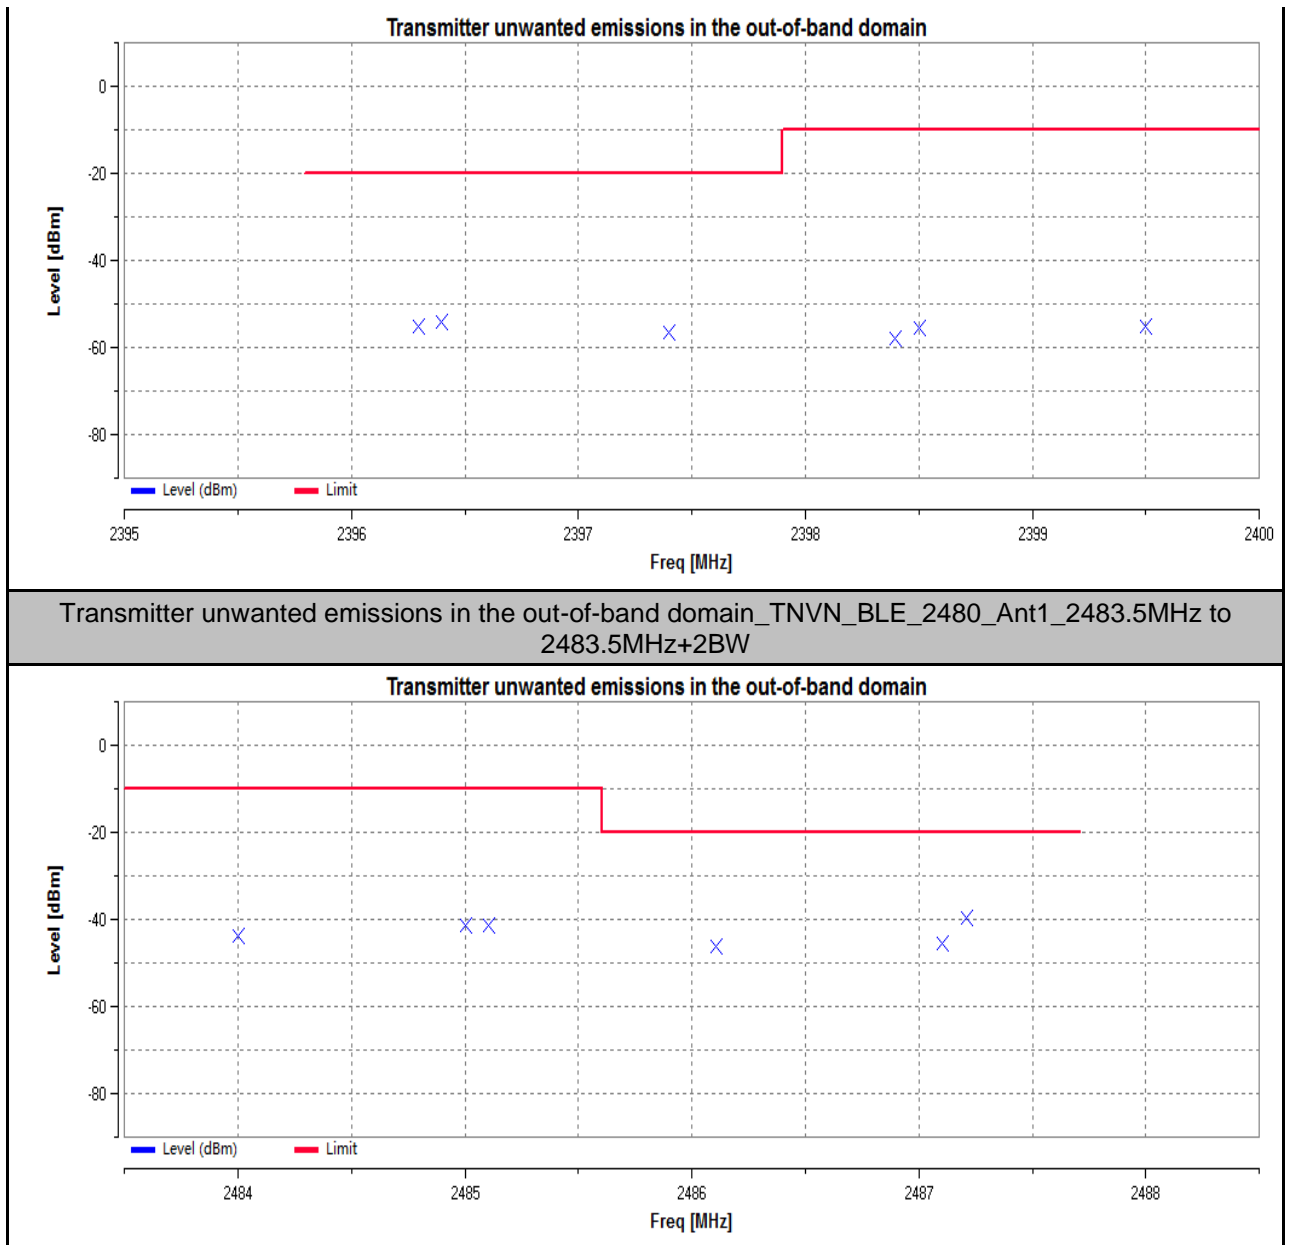 Transmitter unwanted emissions in the out-of-band domain
0
-20
-40
-60
-80
Level [dBm]
Level (dBm) Limit
2395 2396 2397 2398 2399 2400
Freq [MHz]
Transmitter unwanted emissions in the out-of-band domain_TNVN_BLE_2480_Ant1_2483.5MHz to
2483.5MHz+2BW
Transmitter unwanted emissions in the out-of-band domain
0
-20
-40
-60
-80
Level [dBm]
Level (dBm) Limit
2484 2485 2486 2487 2488
Freq [MHz]